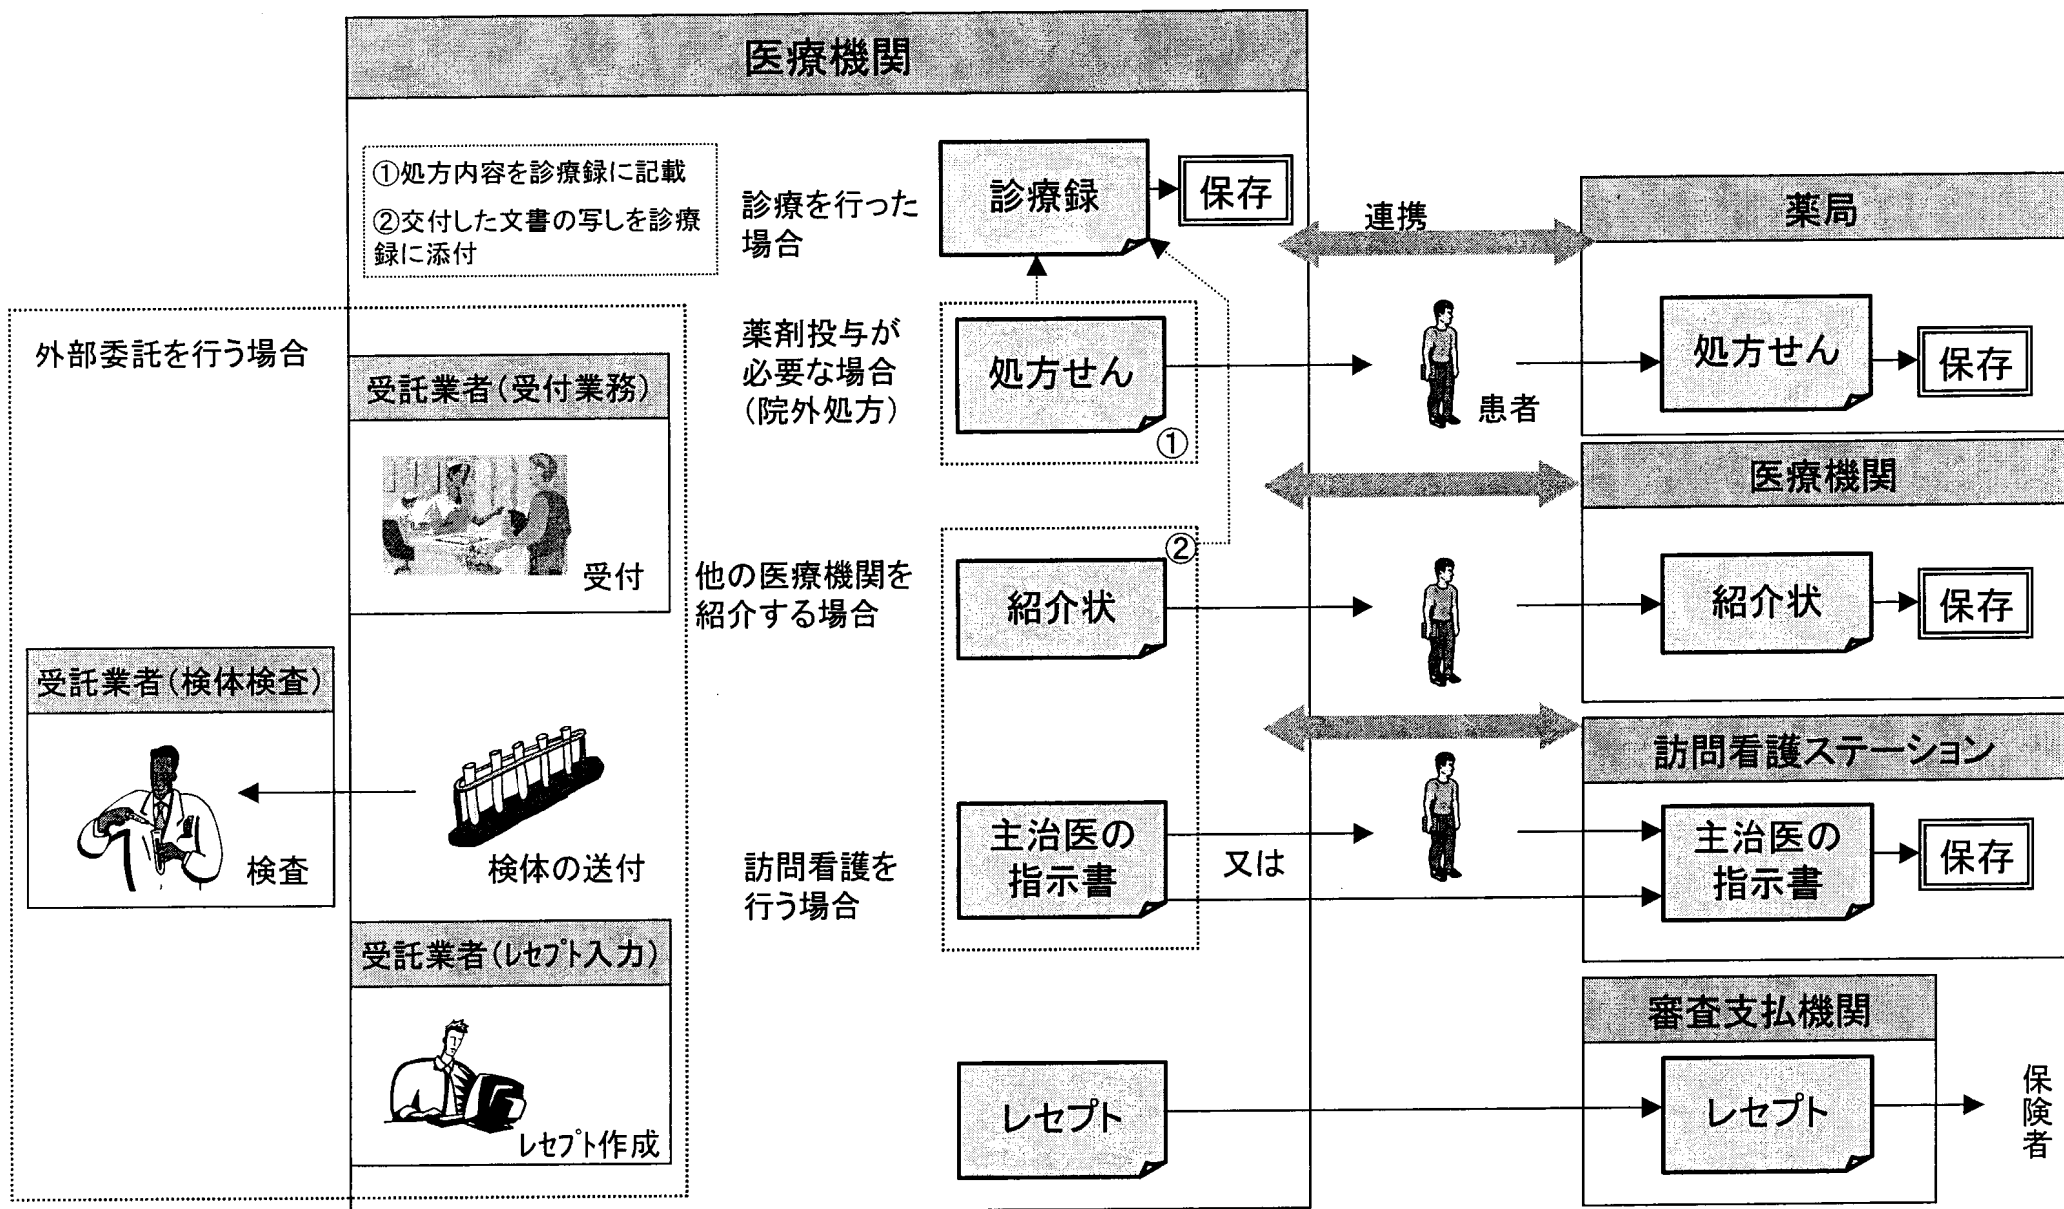 医療機関
①処方内容を診療録に記載
②交付した文書の写しを診療
録に添付
診療を行った
場合
診療録
保存
連携
薬局
外部委託を行う場合
受託業者(受付業務)
受付
薬剤投与が
必要な場合
(院外処方)
処方せん
①
患者
処方せん
保存
医療機関
他の医療機関を
紹介する場合
②
紹介状
紹介状
保存
受託業者(検体検査)
検査
検体の送付
訪問看護ステーション
訪問看護を
行う場合
主治医の
指示書
又は
主治医の
指示書
保存
受託業者(レセプト入力)
レセプト作成
審査支払機関
レセプト
レセプト
保険者